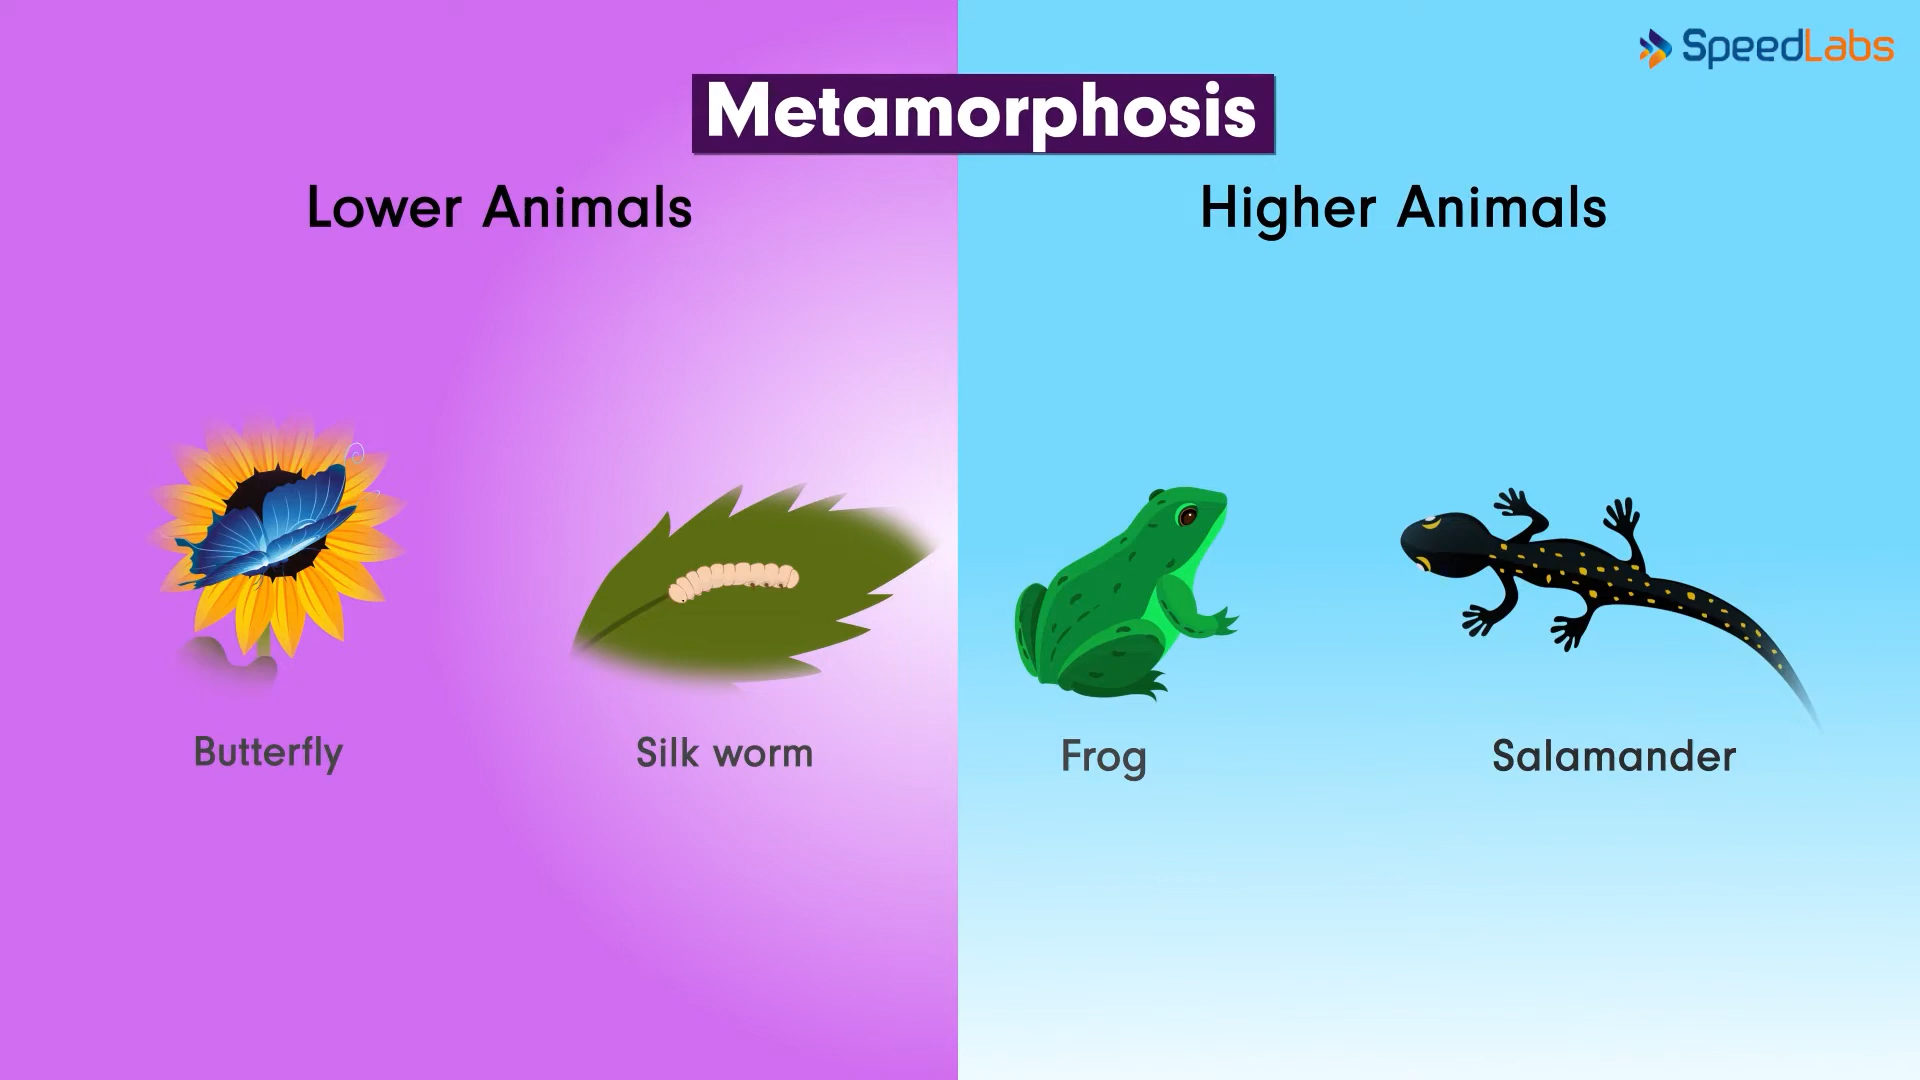 SpeedLabs
Metamorphosis
Lower Animals
Higher Animals
Butterfly
Silk worm
Frog
Salamander